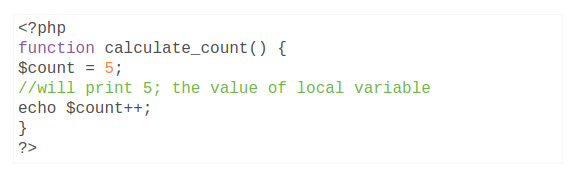 <?php
function calculate_count() {
$count = 5;
//will print 5; the value of local variable
echo $count++;
}
?>